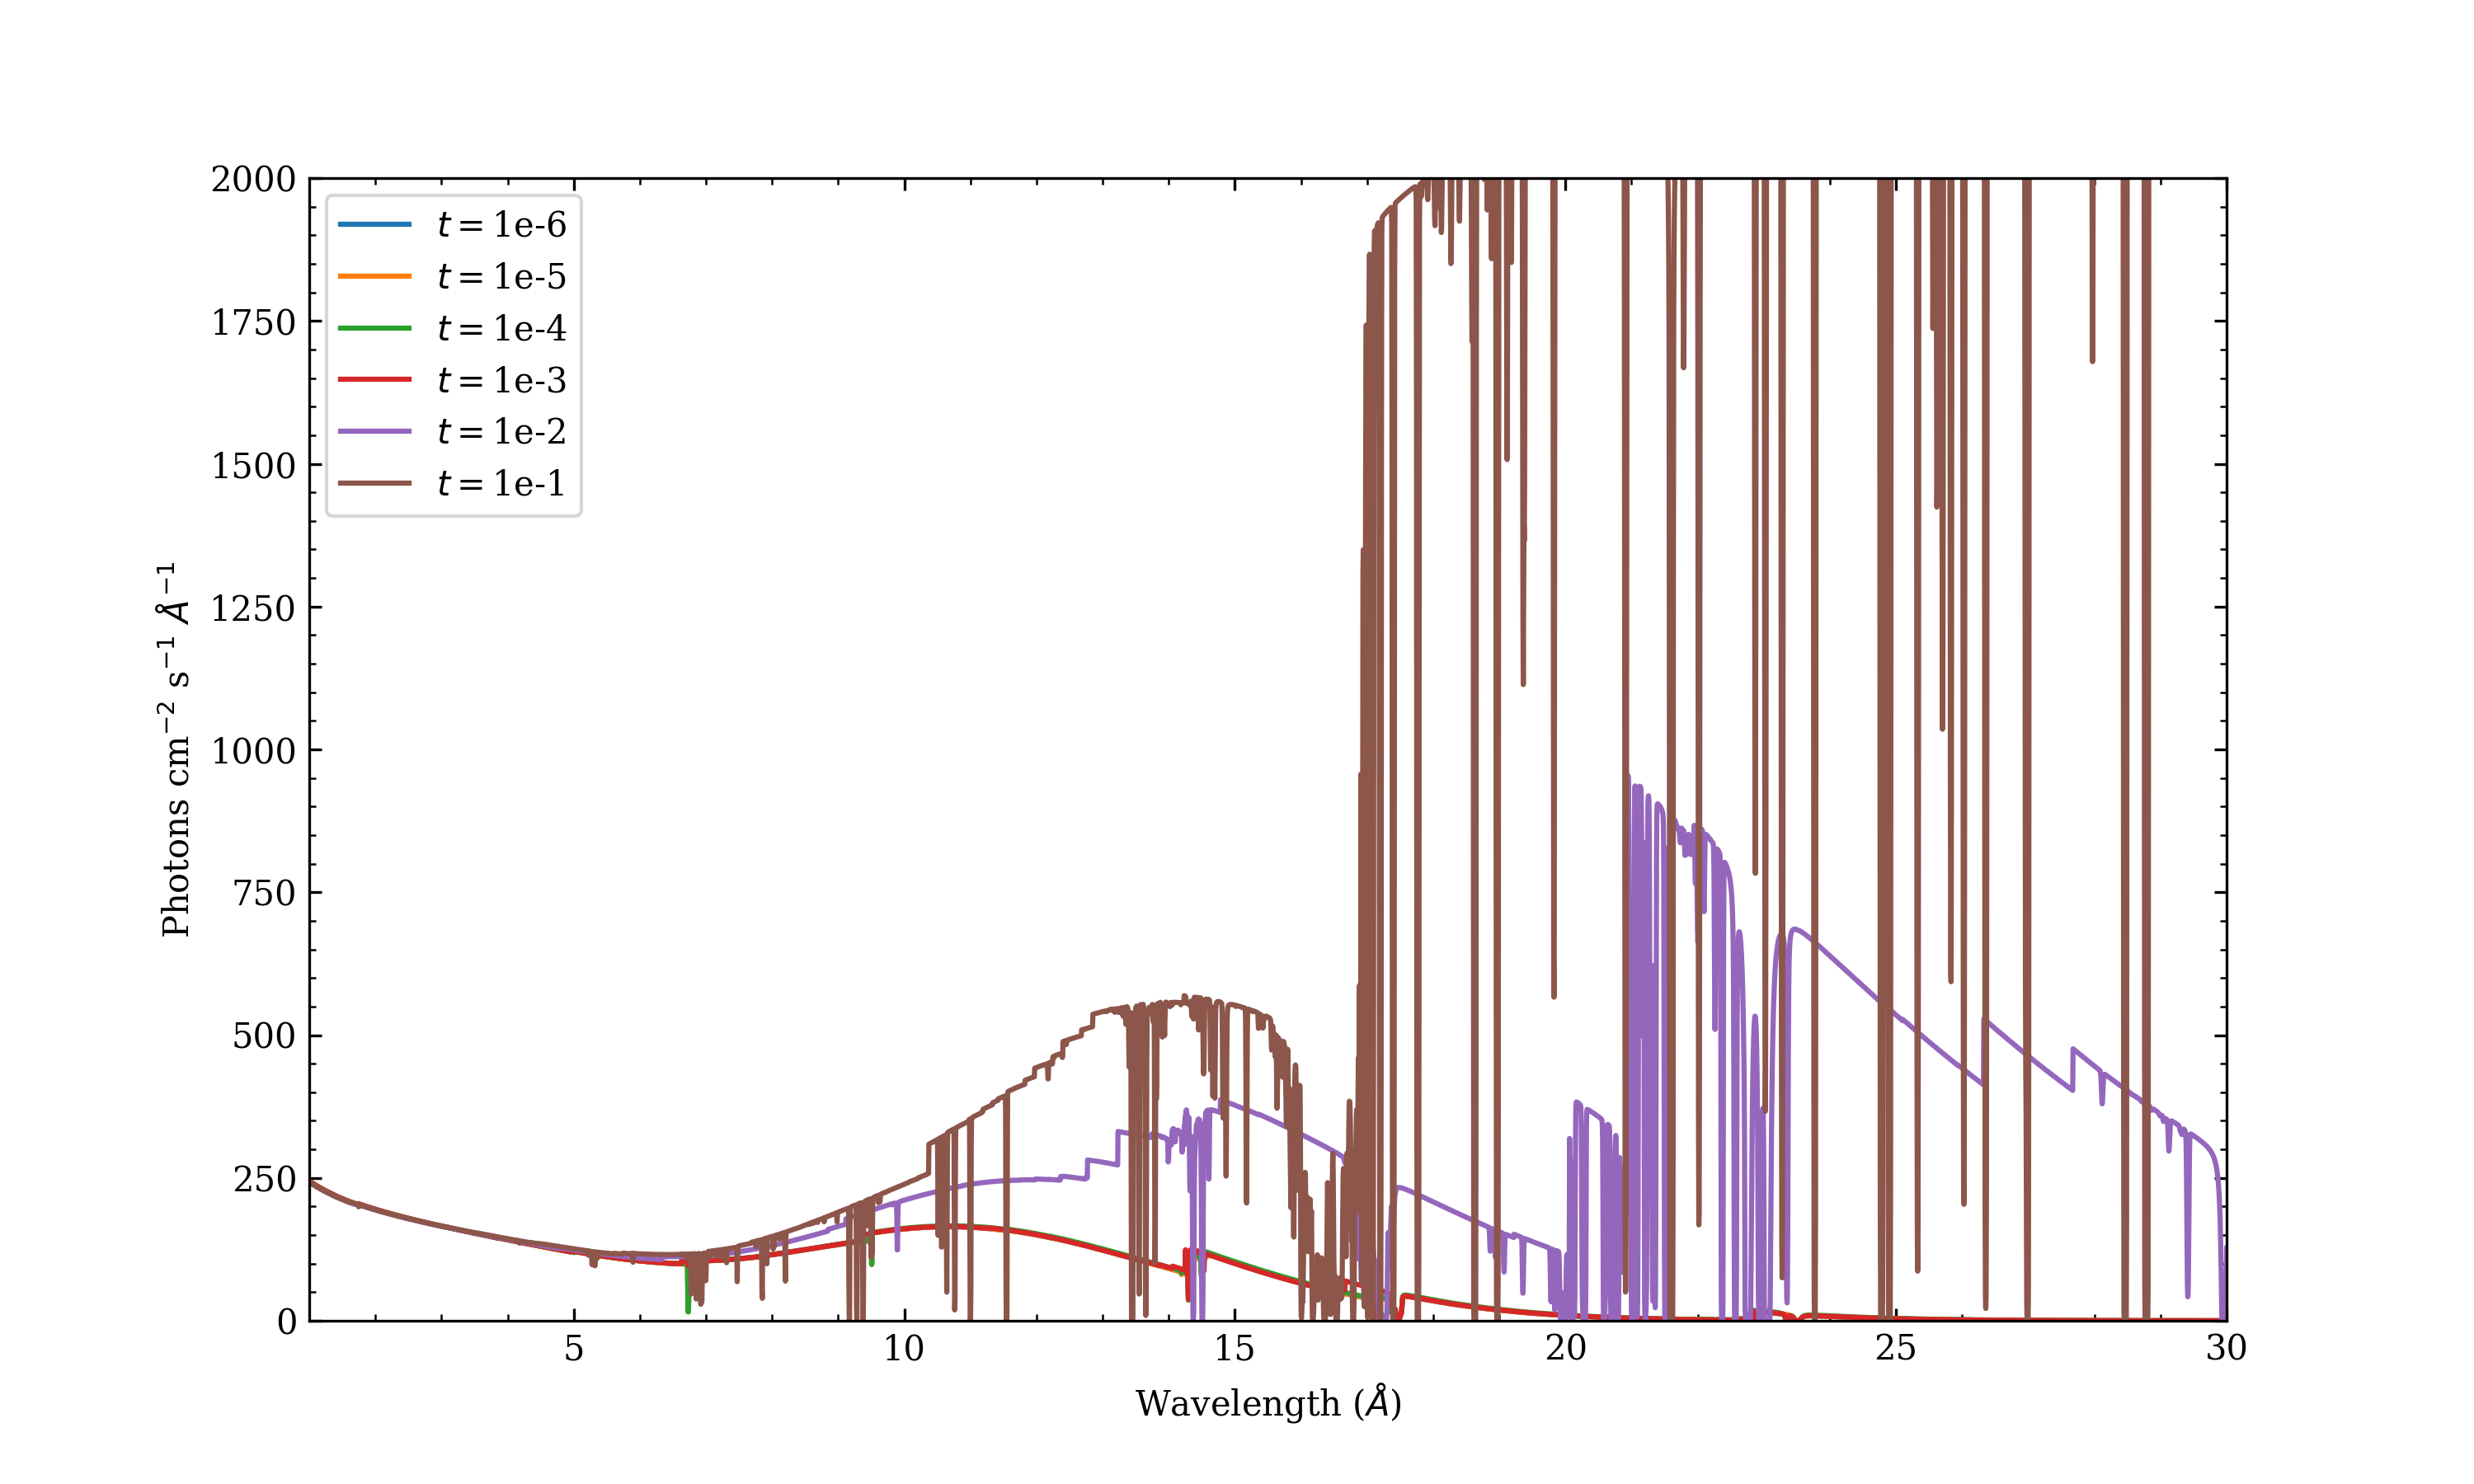 2000
1750
1500
1250
1000
750
500
250
0
Photons cm⁻² s⁻¹ Å⁻¹
t = 1e-6
t = 1e-5
t = 1e-4
t = 1e-3
t = 1e-2
t = 1e-1
5 10 15 20 25 30
Wavelength (Å)